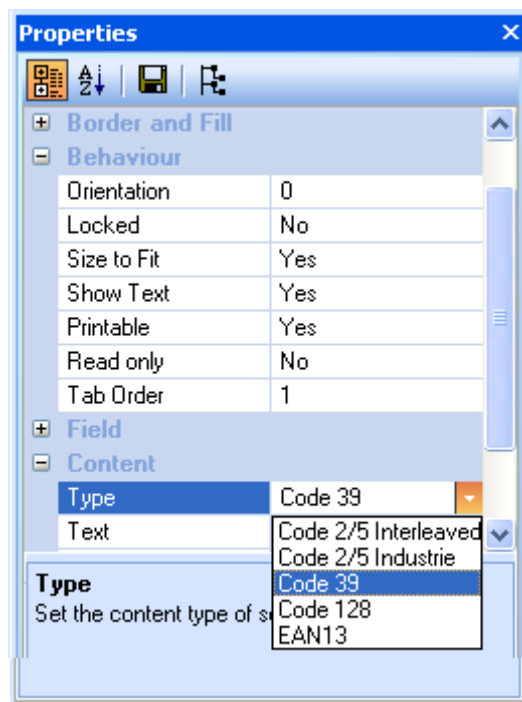 Properties
Border and Fill
Behaviour
Orientation 0
Locked No
Size to Fit Yes
Show Text Yes
Printable Yes
Read only No
Tab Order 1
Field
Content
Type Code 39
Text Code 2/5 Interleaved
Code 2/5 Industrie
Code 39
Type
Set the content type of s Code 128
EAN13